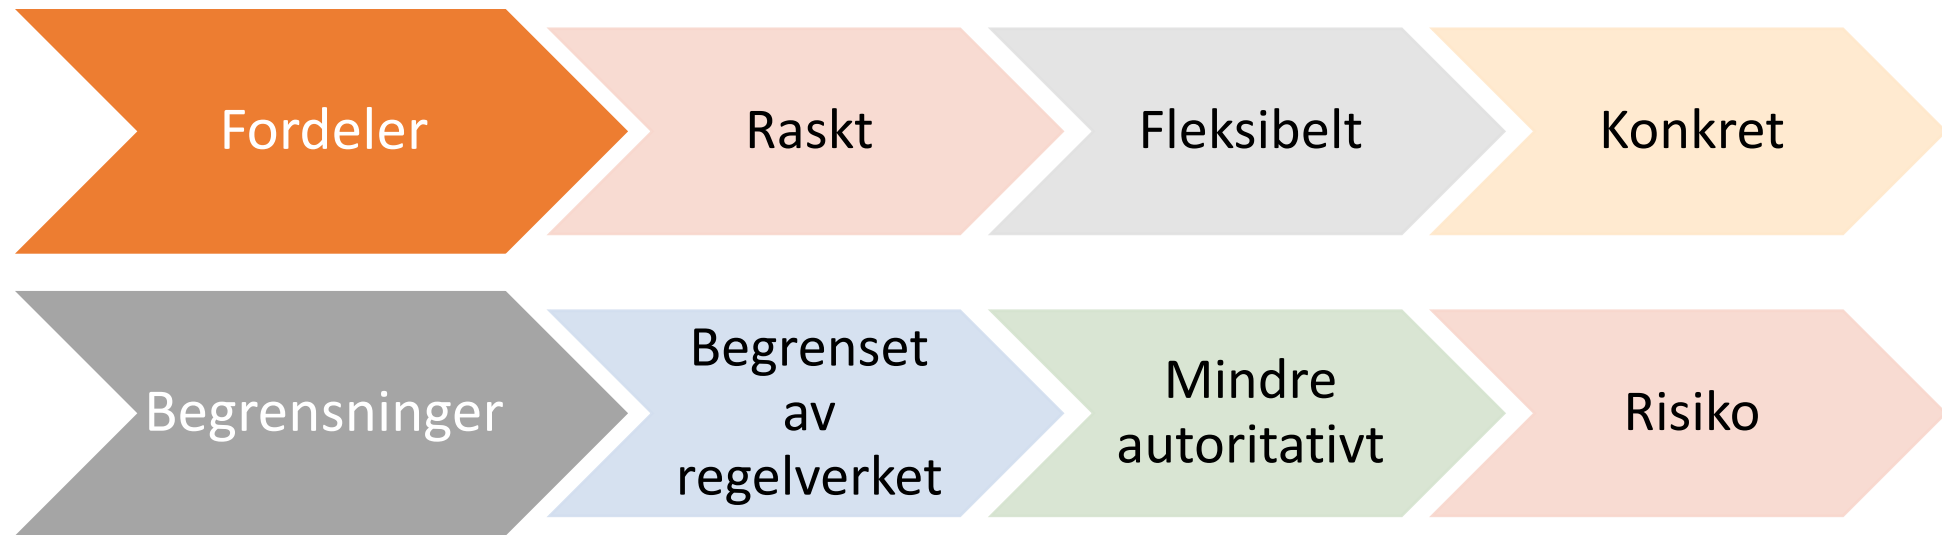 Fordeler
Raskt
Fleksibelt
Konkret
Begrensninger
Begrenset
av
regelverket
Mindre
autoritativt
Risiko